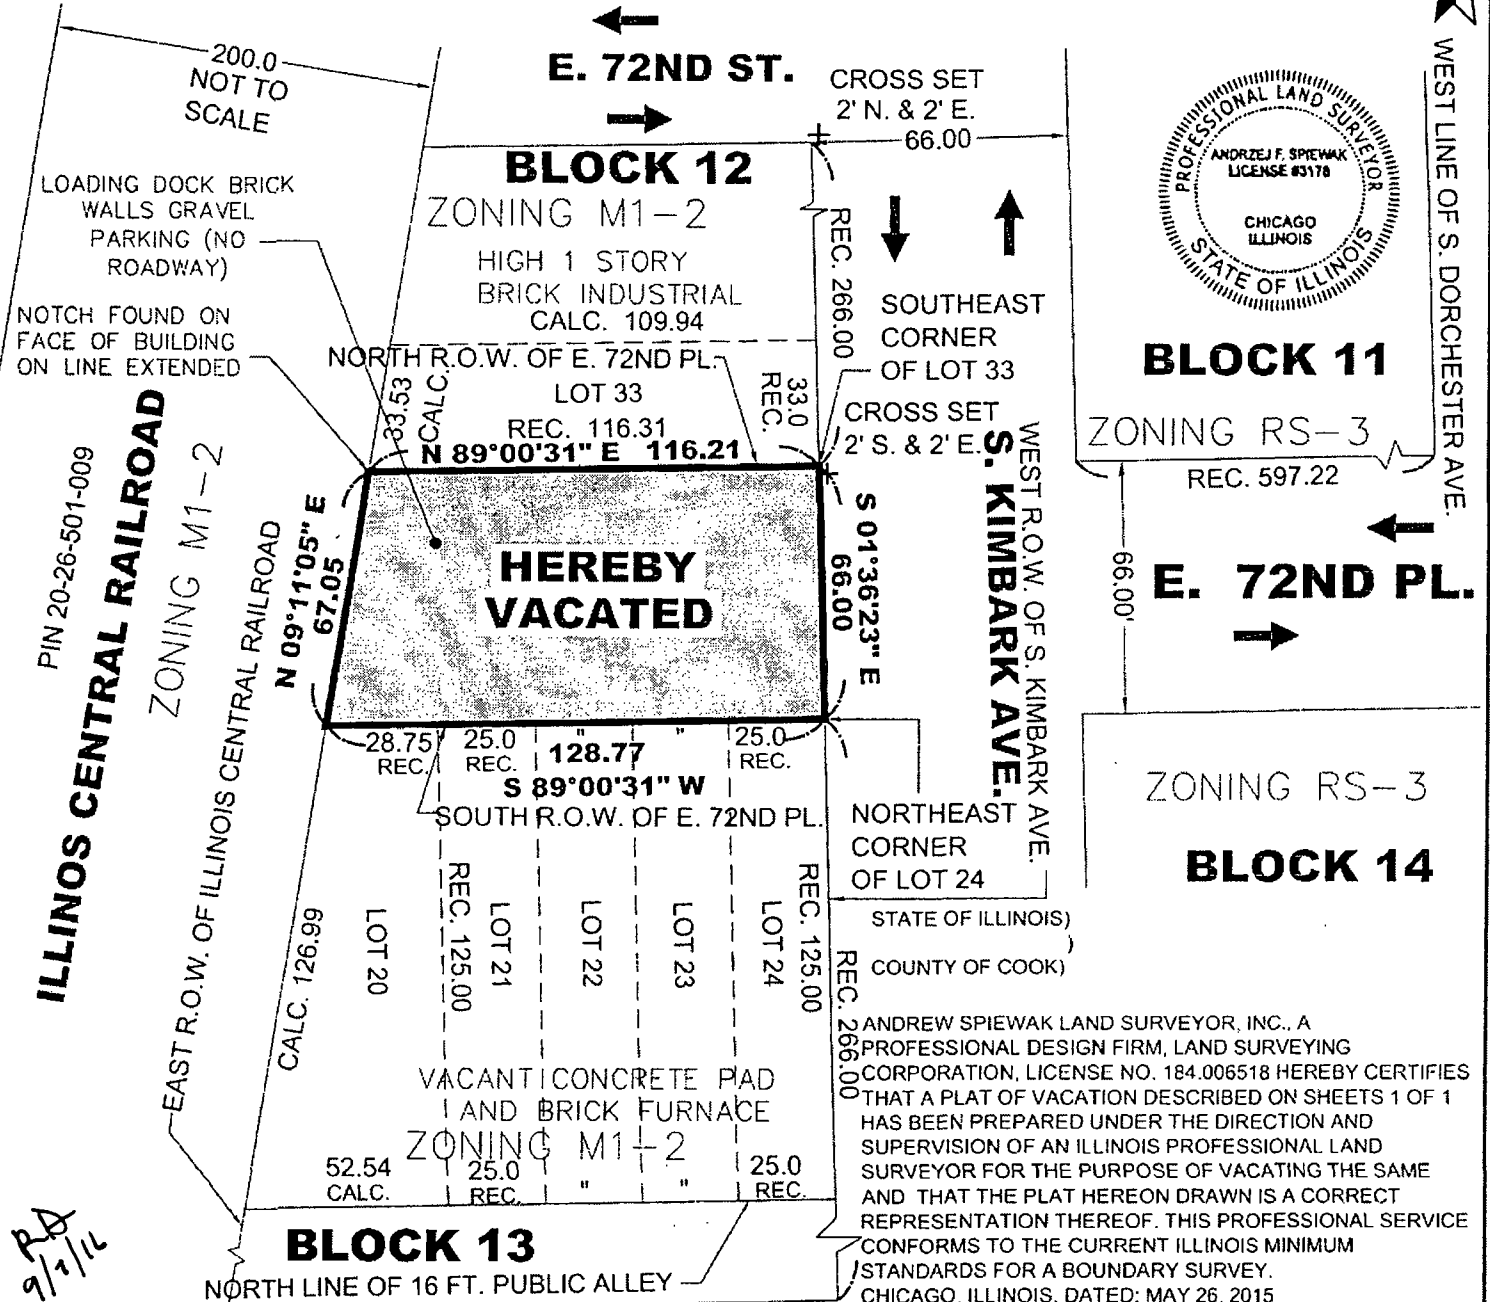 200.0
NOT TO
SCALE
E. 72ND ST.
CROSS SET
2' N. & 2' E.
66.00
BLOCK 12
ZONING M1-2
HIGH 1 STORY
BRICK INDUSTRIAL
CALC. 109.94
LOADING DOCK BRICK
WALLS GRAVEL
PARKING (NO
ROADWAY)
NOTCH FOUND ON
FACE OF BUILDING
ON LINE EXTENDED
NORTH R.O.W. OF E. 72ND PL.
LOT 33
REC. 116.31
N 89°00'31" E 116.21
33.53
CALC.
33.0
REC.
REC. 266.00
SOUTHEAST
CORNER
OF LOT 33
CROSS SET
2' S. & 2' E.
PROFESSIONAL LAND SURVEYOR
ANDRZEJ F. SPIEWAK
LICENSE #3178
CHICAGO
ILLINOIS
STATE OF ILLINOIS
WEST LINE OF S. DORCHESTER AVE.
BLOCK 11
ZONING RS-3
REC. 597.22
PIN 20-26-501-009
ILLINOS CENTRAL RAILROAD
ZONING M1-2
EAST R.O.W. OF ILLINOIS CENTRAL RAILROAD
N 09°11'05" E
67.05
HEREBY
VACATED
S 01°36'23" E
66.00
S. KIMBARK AVE.
WEST R.O.W. OF S. KIMBARK AVE.
66.00'
E. 72ND PL.
28.75
REC.
25.0
REC.
"
"
25.0
REC.
128.77
S 89°00'31" W
SOUTH R.O.W. OF E. 72ND PL.
NORTHEAST
CORNER
OF LOT 24
ZONING RS-3
BLOCK 14
CALC. 126.99
LOT 20
REC. 125.00
LOT 21
LOT 22
LOT 23
LOT 24
REC. 125.00
REC. 266.00
VACANT CONCRETE PAD
AND BRICK FURNACE
ZONING M1-2
52.54
CALC.
25.0
REC.
"
"
25.0
REC.
BLOCK 13
NORTH LINE OF 16 FT. PUBLIC ALLEY
STATE OF ILLINOIS)
)
COUNTY OF COOK)
ANDREW SPIEWAK LAND SURVEYOR, INC., A
PROFESSIONAL DESIGN FIRM, LAND SURVEYING
CORPORATION, LICENSE NO. 184.006518 HEREBY CERTIFIES
THAT A PLAT OF VACATION DESCRIBED ON SHEETS 1 OF 1
HAS BEEN PREPARED UNDER THE DIRECTION AND
SUPERVISION OF AN ILLINOIS PROFESSIONAL LAND
SURVEYOR FOR THE PURPOSE OF VACATING THE SAME
AND THAT THE PLAT HEREON DRAWN IS A CORRECT
REPRESENTATION THEREOF. THIS PROFESSIONAL SERVICE
CONFORMS TO THE CURRENT ILLINOIS MINIMUM
STANDARDS FOR A BOUNDARY SURVEY.
CHICAGO, ILLINOIS, DATED: MAY 26, 2015